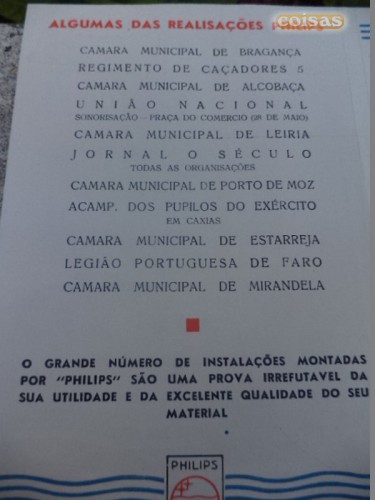 ALGUMAS DAS REALISAÇÕES PHILIPS
coisas
CAMARA MUNICIPAL DE BRAGANÇA
REGIMENTO DE CAÇADORES 5
CAMARA MUNICIPAL DE ALCOBAÇA
UNIÃO NACIONAL
SONORISAÇÃO — PRAÇA DO COMERCIO (28 DE MAIO)
CAMARA MUNICIPAL DE LEIRIA
JORNAL O SÉCULO
TODAS AS ORGANISAÇÕES
CAMARA MUNICIPAL DE PORTO DE MOZ
ACAMP. DOS PUPILOS DO EXÉRCITO
EM CAXIAS
CAMARA MUNICIPAL DE ESTARREJA
LEGIÃO PORTUGUESA DE FARO
CAMARA MUNICIPAL DE MIRANDELA
O GRANDE NÚMERO DE INSTALAÇÕES MONTADAS
POR "PHILIPS" SÃO UMA PROVA IRREFUTAVEL DA
SUA UTILIDADE E DA EXCELENTE QUALIDADE DO SEU
MATERIAL
PHILIPS